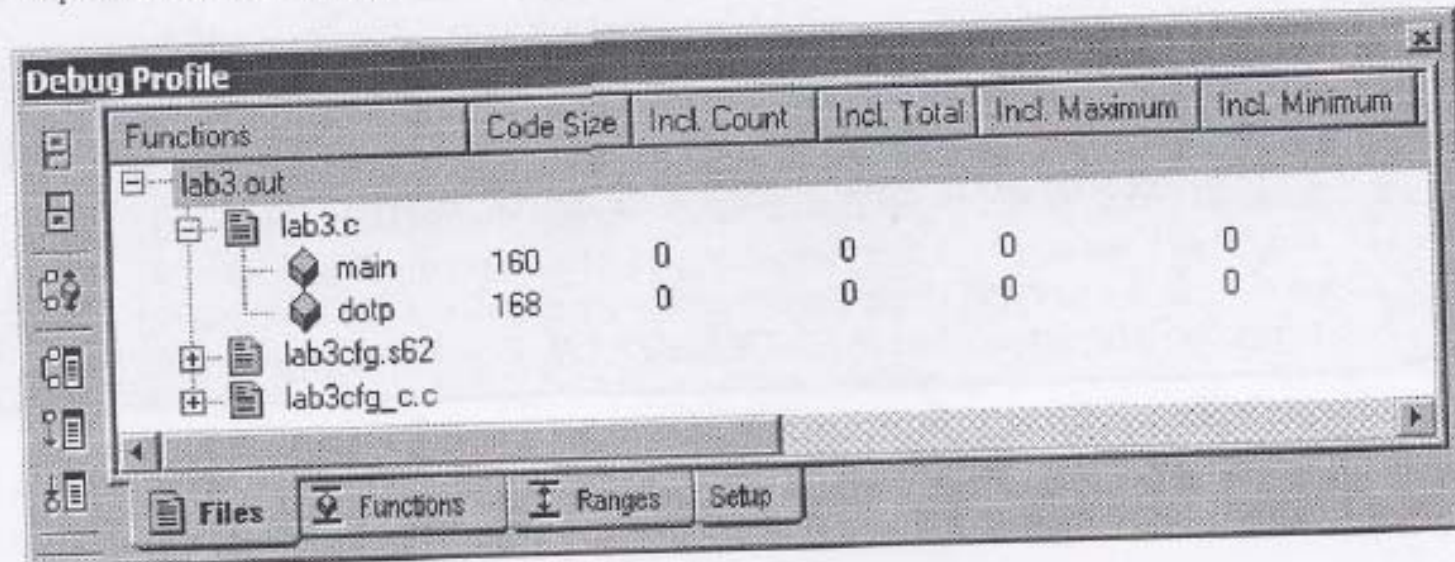 Debug Profile
Functions Code Size Incl. Count Incl. Total Incl. Maximum Incl. Minimum
lab3.out
lab3.c
main 160 0 0 0 0
dotp 168 0 0 0 0
lab3cfg.s62
lab3cfg_c.c
Files Functions Ranges Setup